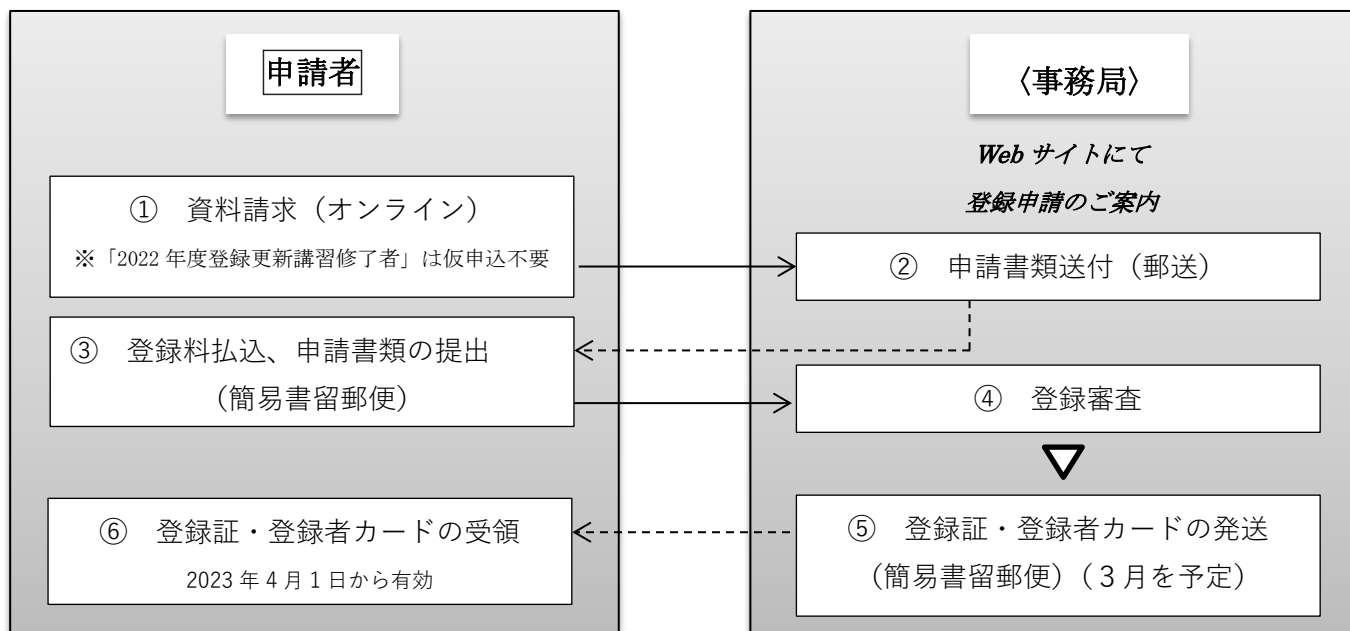 申請者
① 資料請求（オンライン）
※「2022 年度登録更新講習修了者」は仮申込不要
③ 登録料払込、申請書類の提出
（簡易書留郵便）
⑥ 登録証・登録者カードの受領
2023 年４月１日から有効
〈事務局〉
Web サイトにて
登録申請のご案内
② 申請書類送付（郵送）
④ 登録審査
⑤ 登録証・登録者カードの発送
（簡易書留郵便）（３月を予定）